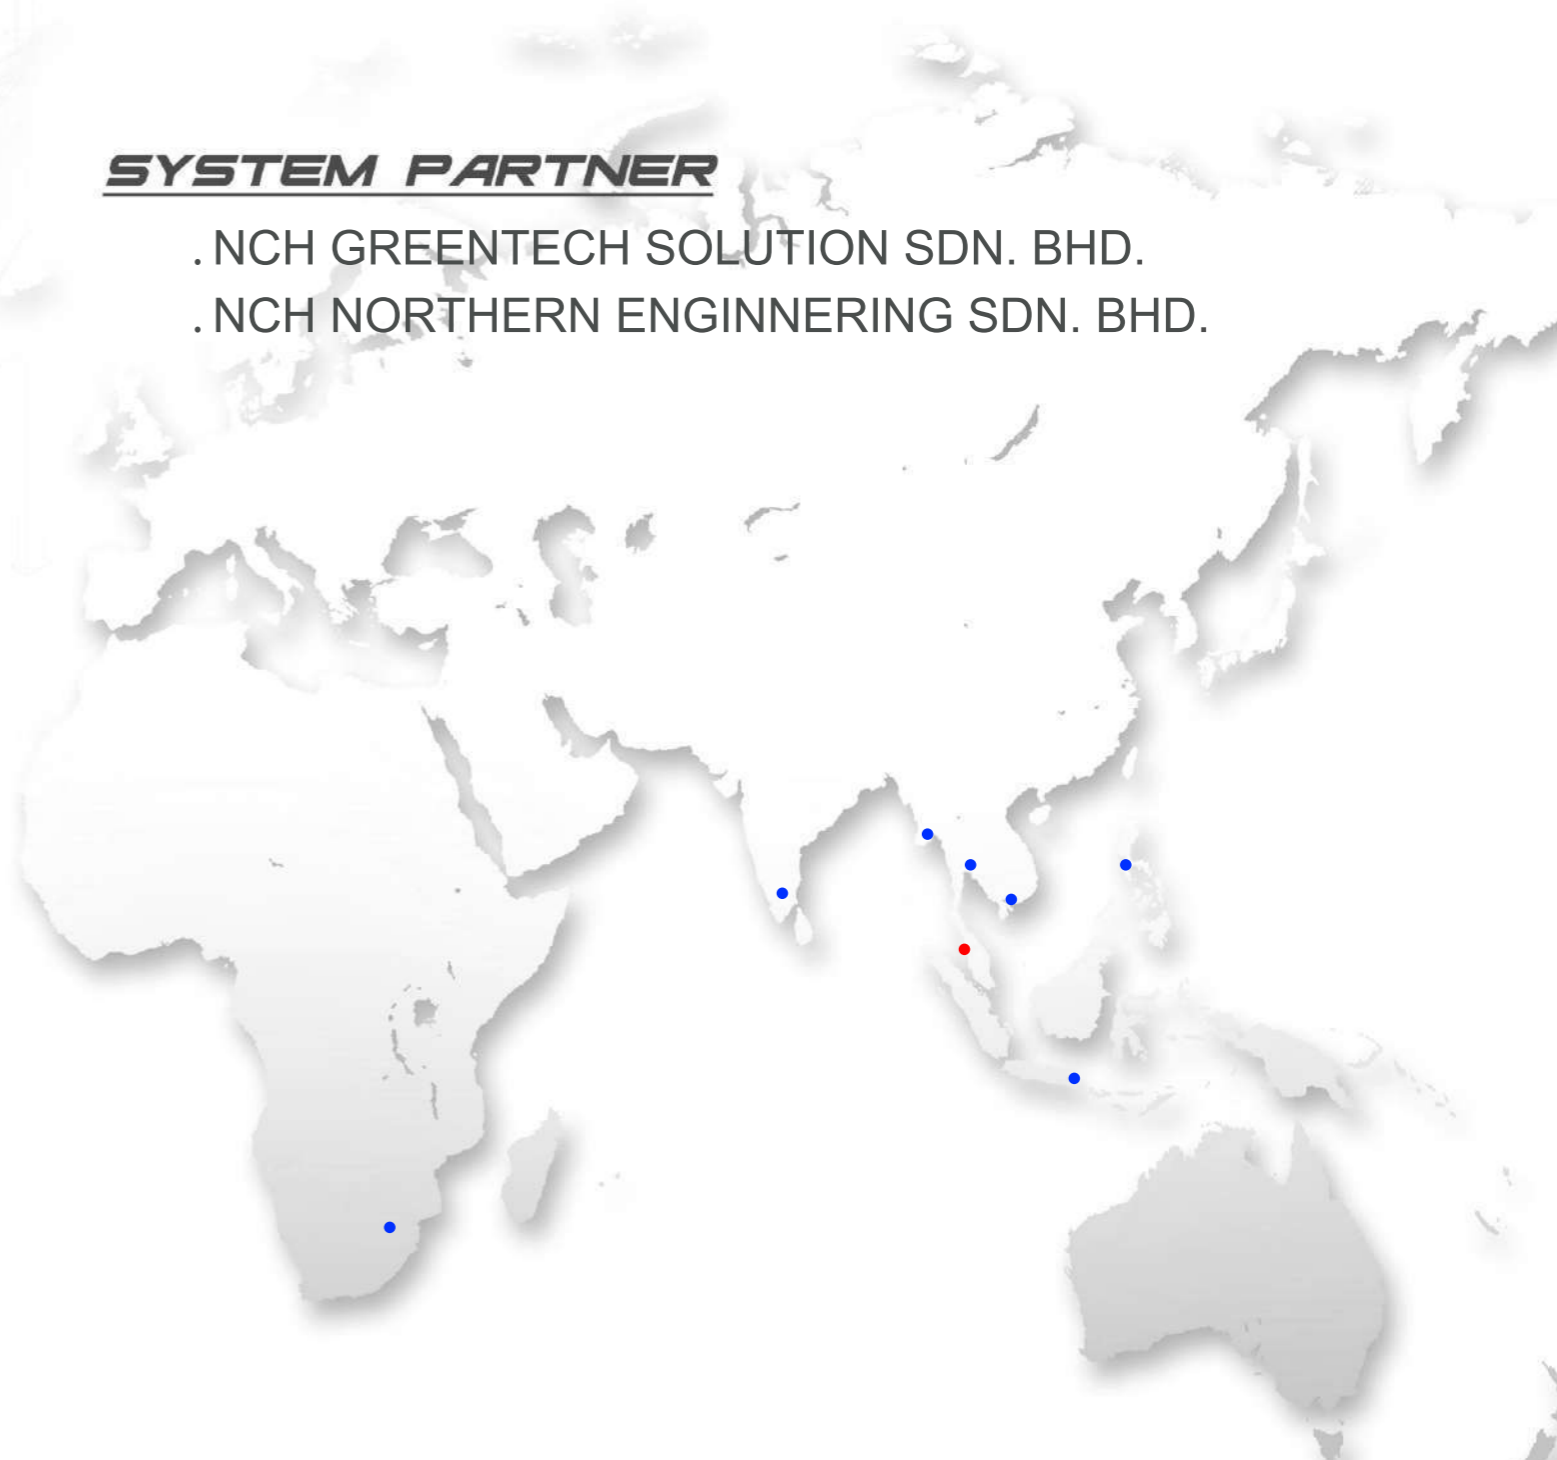 SYSTEM PARTNER
. NCH GREENTECH SOLUTION SDN. BHD.
. NCH NORTHERN ENGINNERING SDN. BHD.